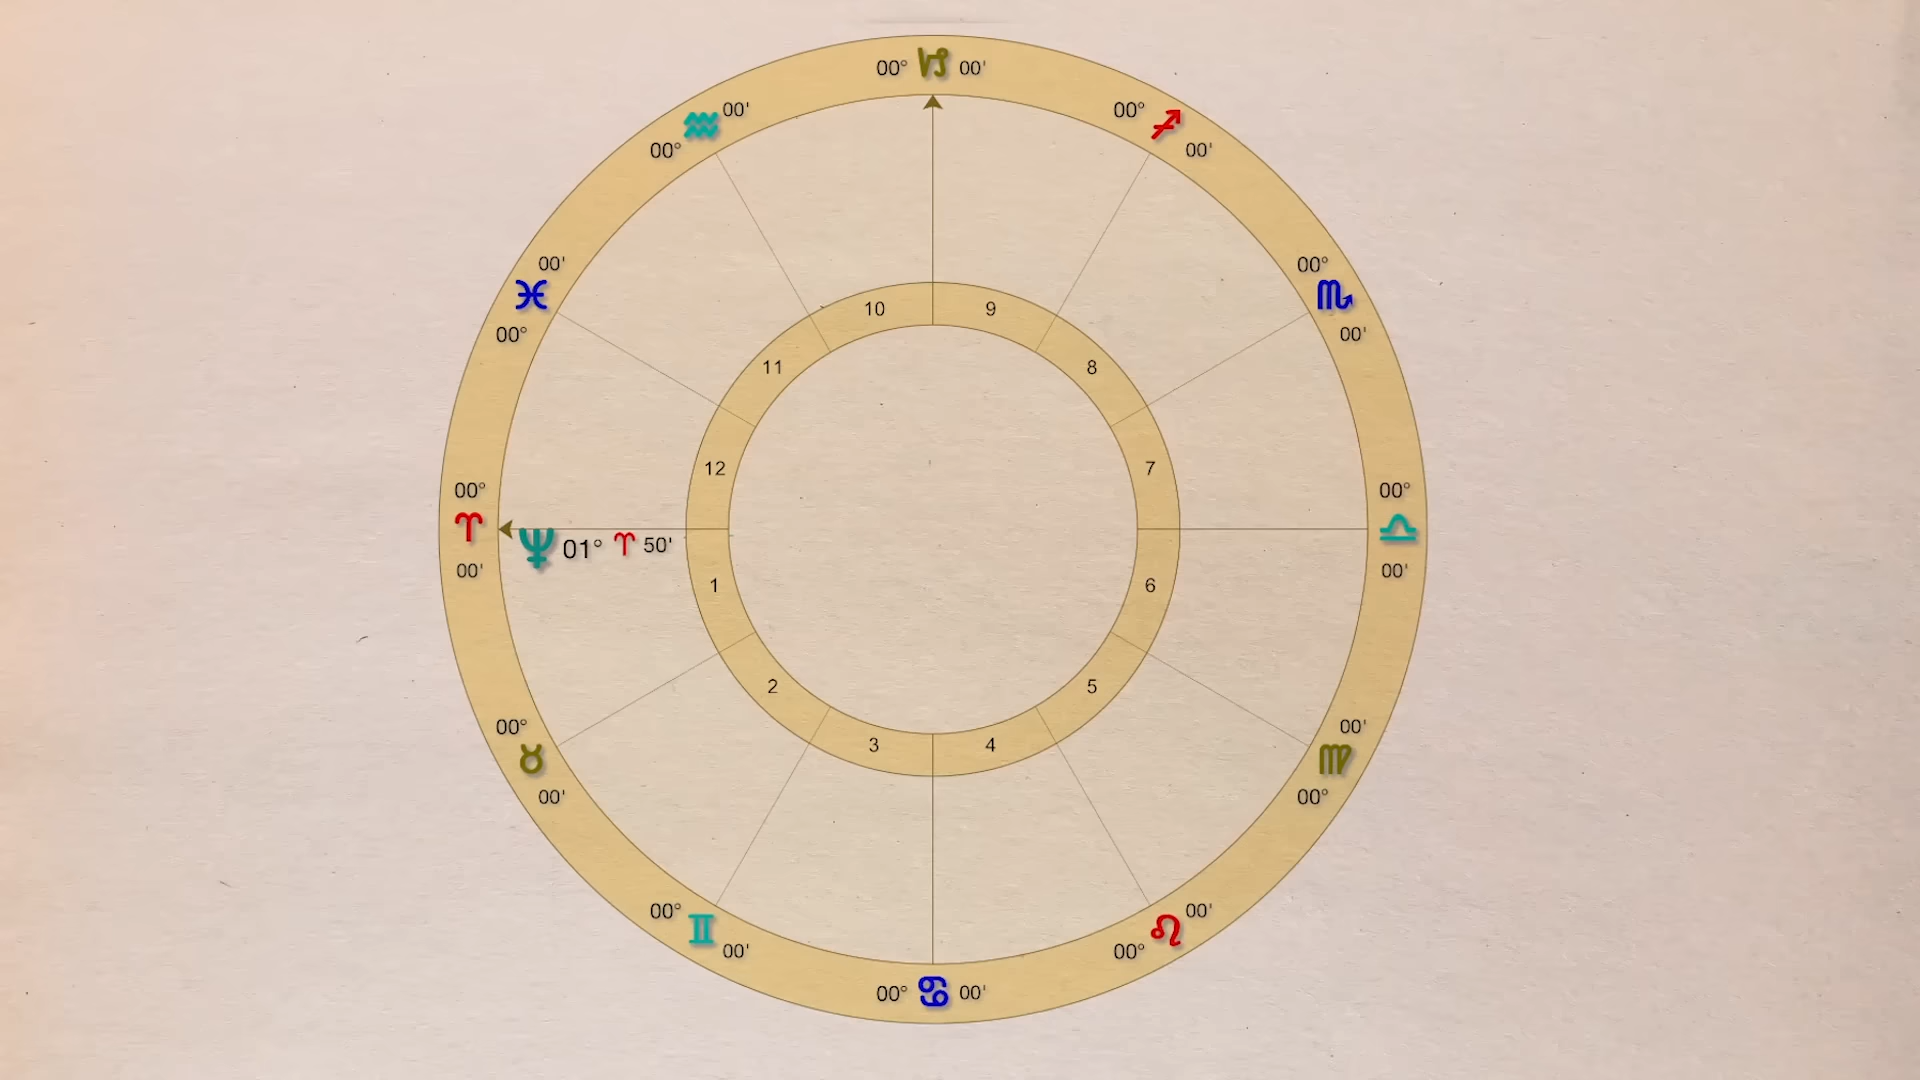 00° ♑ 00'
00° ♒ 00'
00° ♐ 00'
00° ♓ 00'
00° ♏ 00'
10
9
11
8
12
7
00° ♈ 00'
♆ 01° ♈ 50'
00° ♎ 00'
1
6
2
5
3
4
00° ♉ 00'
00° ♍ 00'
00° ♊ 00'
00° ♌ 00'
00° ♋ 00'